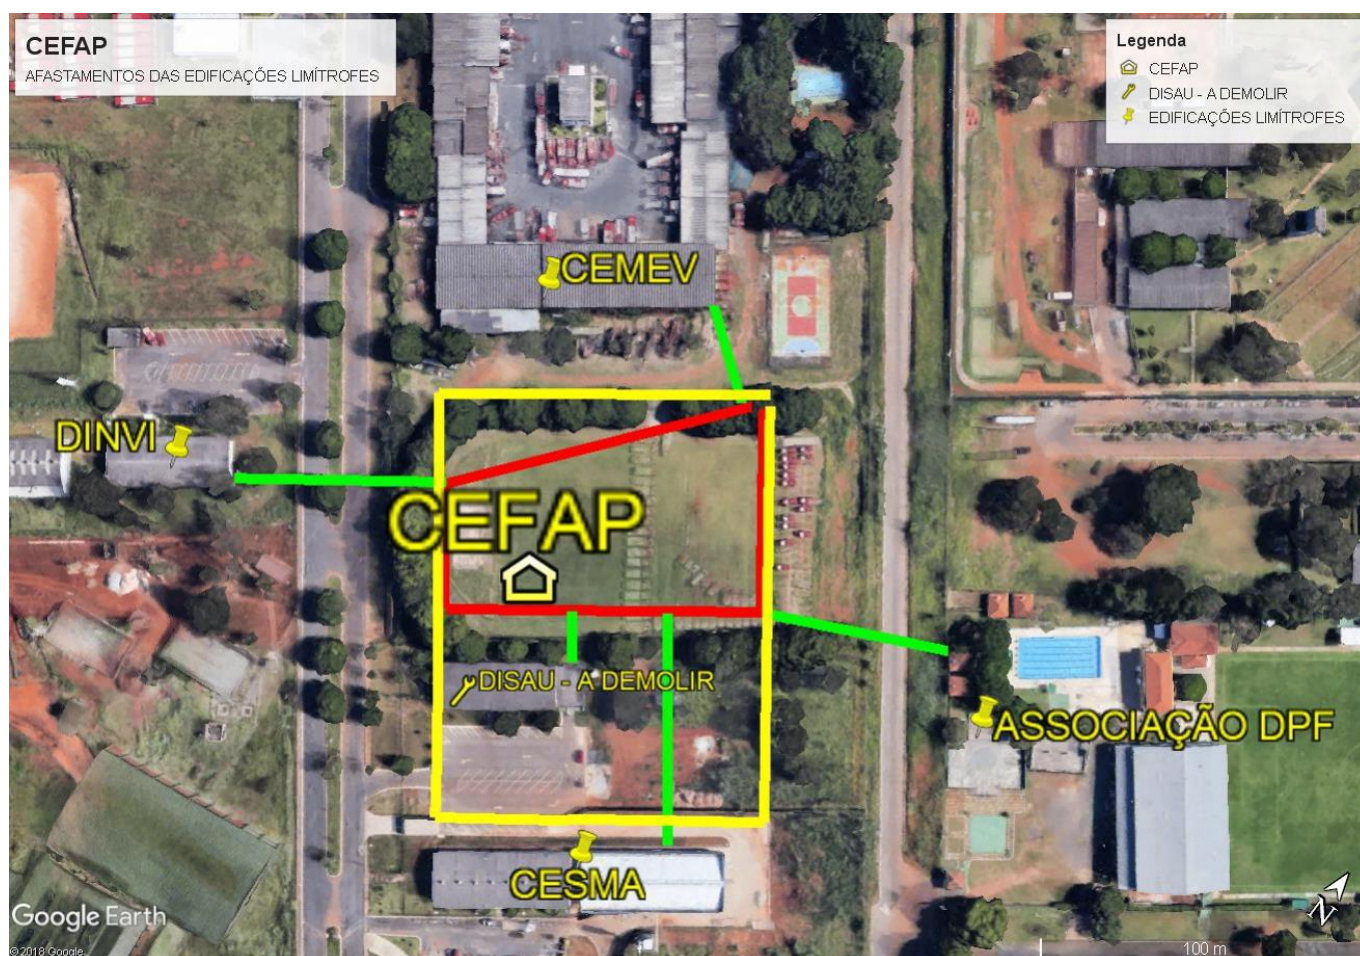 CEFAP
AFASTAMENTOS DAS EDIFICAÇÕES LIMÍTROFES
Legenda
CEFAP
DISAU - A DEMOLIR
EDIFICAÇÕES LIMÍTROFES
CEMEV
DINVI
CEFAP
DISAU - A DEMOLIR
ASSOCIAÇÃO DPF
CESMA
Google Earth
N
© 2018 Google
100 m